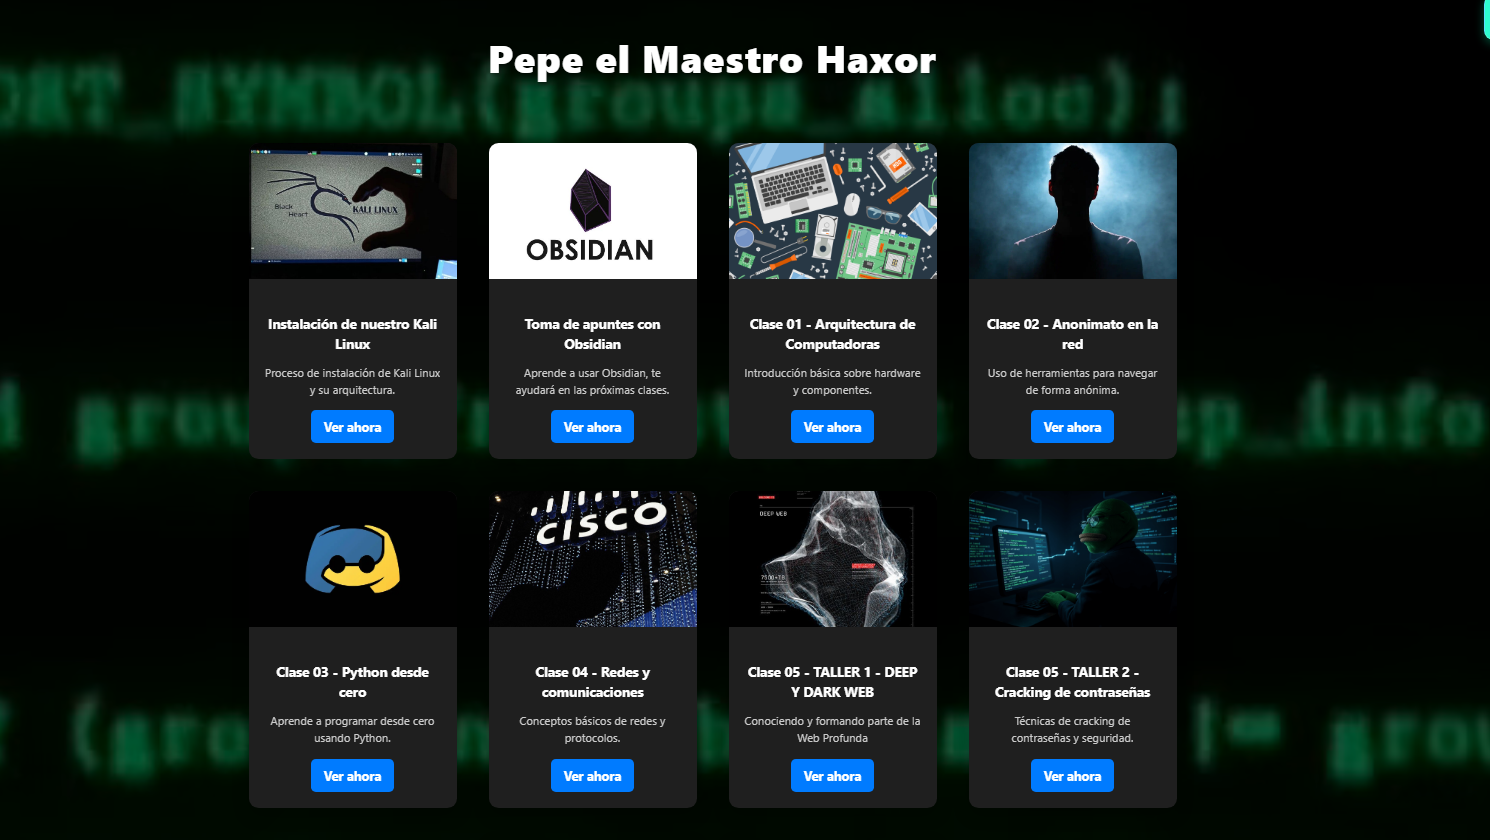 Pepe el Maestro Haxor
Black
Heart
KALI LINUX
OBSIDIAN
Instalación de nuestro Kali
Linux
Proceso de instalación de Kali Linux
y su arquitectura.
Ver ahora
Toma de apuntes con
Obsidian
Aprende a usar Obsidian, te
ayudará en las próximas clases.
Ver ahora
Clase 01 - Arquitectura de
Computadoras
Introducción básica sobre hardware
y componentes.
Ver ahora
Clase 02 - Anonimato en la
red
Uso de herramientas para navegar
de forma anónima.
Ver ahora
CISCO
DEEP WEB
Clase 03 - Python desde
cero
Aprende a programar desde cero
usando Python.
Ver ahora
Clase 04 - Redes y
comunicaciones
Conceptos básicos de redes y
protocolos.
Ver ahora
Clase 05 - TALLER 1 - DEEP
Y DARK WEB
Conociendo y formando parte de la
Web Profunda
Ver ahora
Clase 05 - TALLER 2 -
Cracking de contraseñas
Técnicas de cracking de
contraseñas y seguridad.
Ver ahora